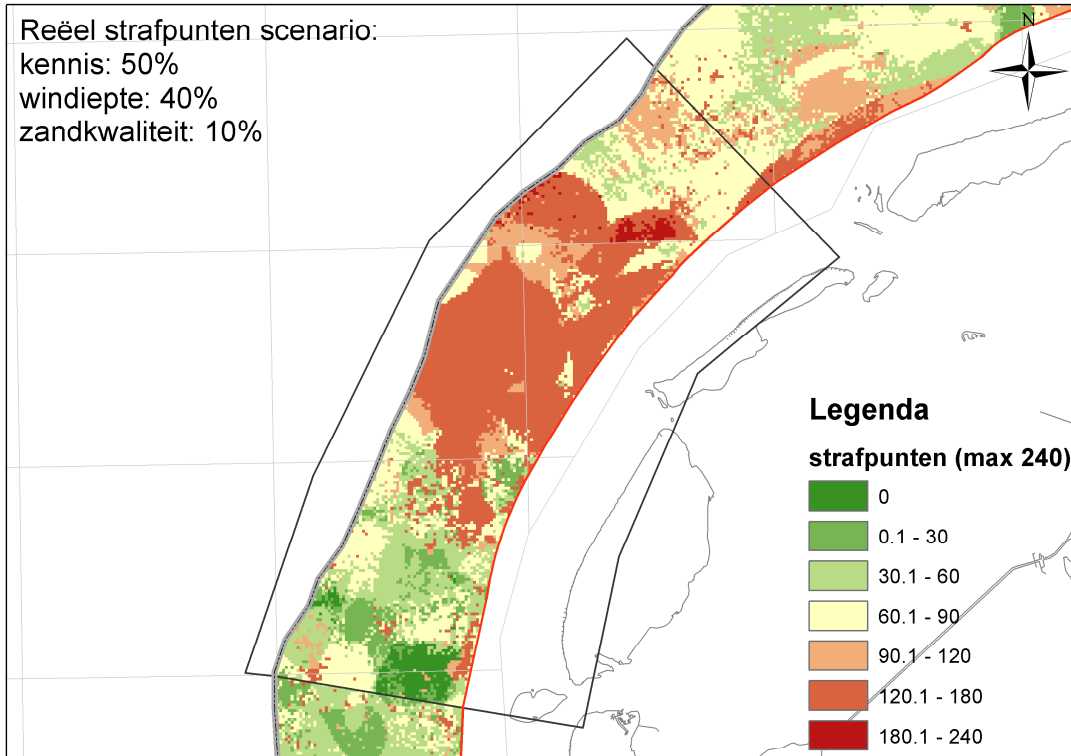 Reëel strafpunten scenario:
kennis: 50%
windiepte: 40%
zandkwaliteit: 10%
N
Legenda
strafpunten (max 240)
0
0.1 - 30
30.1 - 60
60.1 - 90
90.1 - 120
120.1 - 180
180.1 - 240